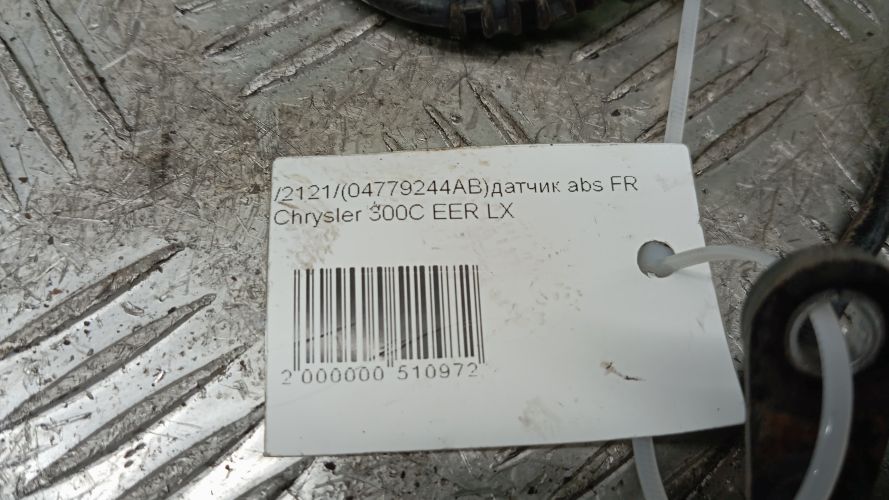 /2121/(04779244AB)датчик abs FR
Chrysler 300C EER LX
2 000000 510972